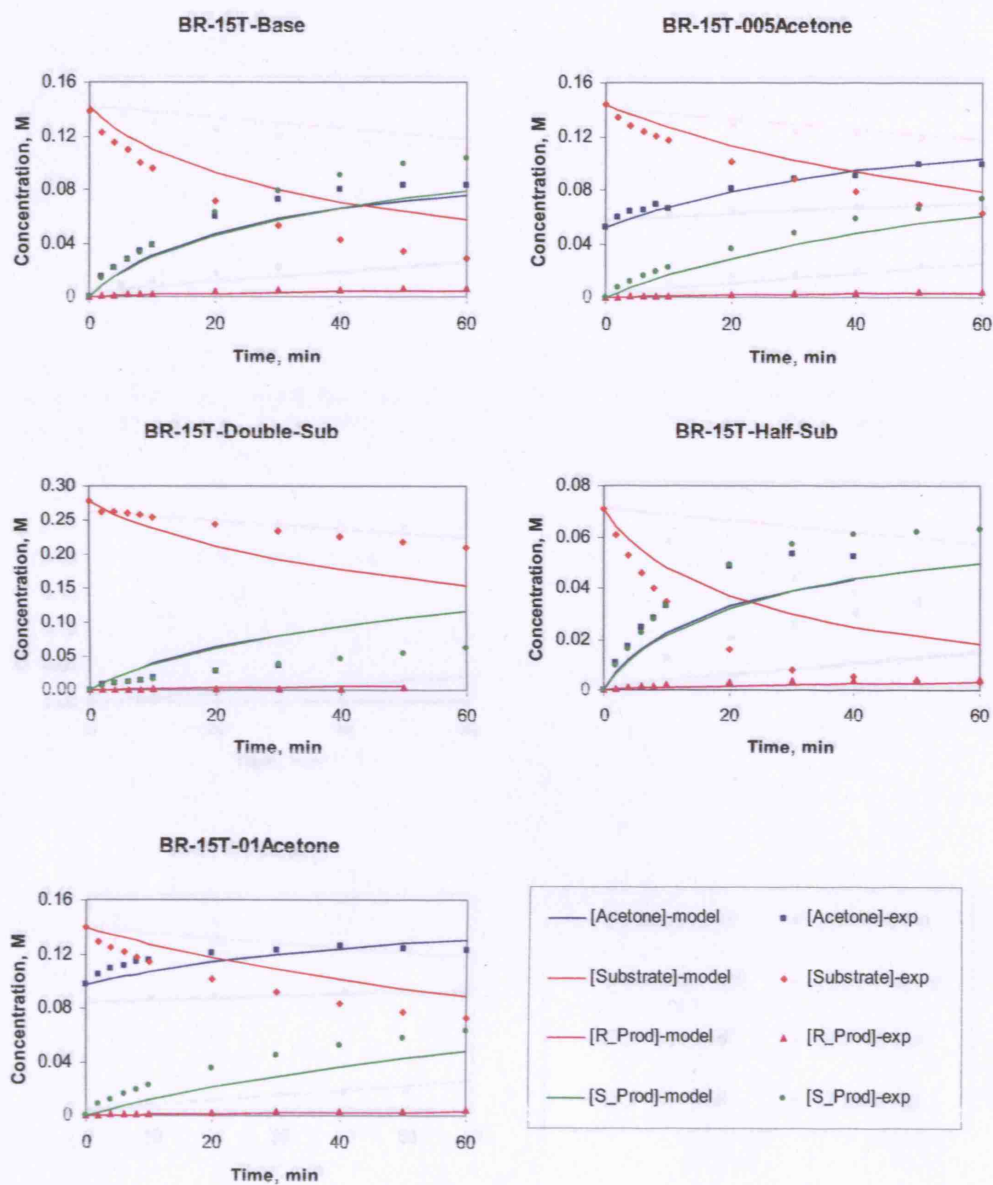 BR-15T-Base
Concentration, M
0.16
0.12
0.08
0.04
0
0 20 40 60
Time, min
BR-15T-005Acetone
Concentration, M
0.16
0.12
0.08
0.04
0
0 20 40 60
Time, min
BR-15T-Double-Sub
Concentration, M
0.30
0.25
0.20
0.15
0.10
0.05
0.00
0 20 40 60
Time, min
BR-15T-Half-Sub
Concentration, M
0.08
0.06
0.04
0.02
0
0 20 40 60
Time, min
BR-15T-01Acetone
Concentration, M
0.16
0.12
0.08
0.04
0
0 20 40 60
Time, min
[Acetone]-model [Acetone]-exp
[Substrate]-model [Substrate]-exp
[R_Prod]-model [R_Prod]-exp
[S_Prod]-model [S_Prod]-exp